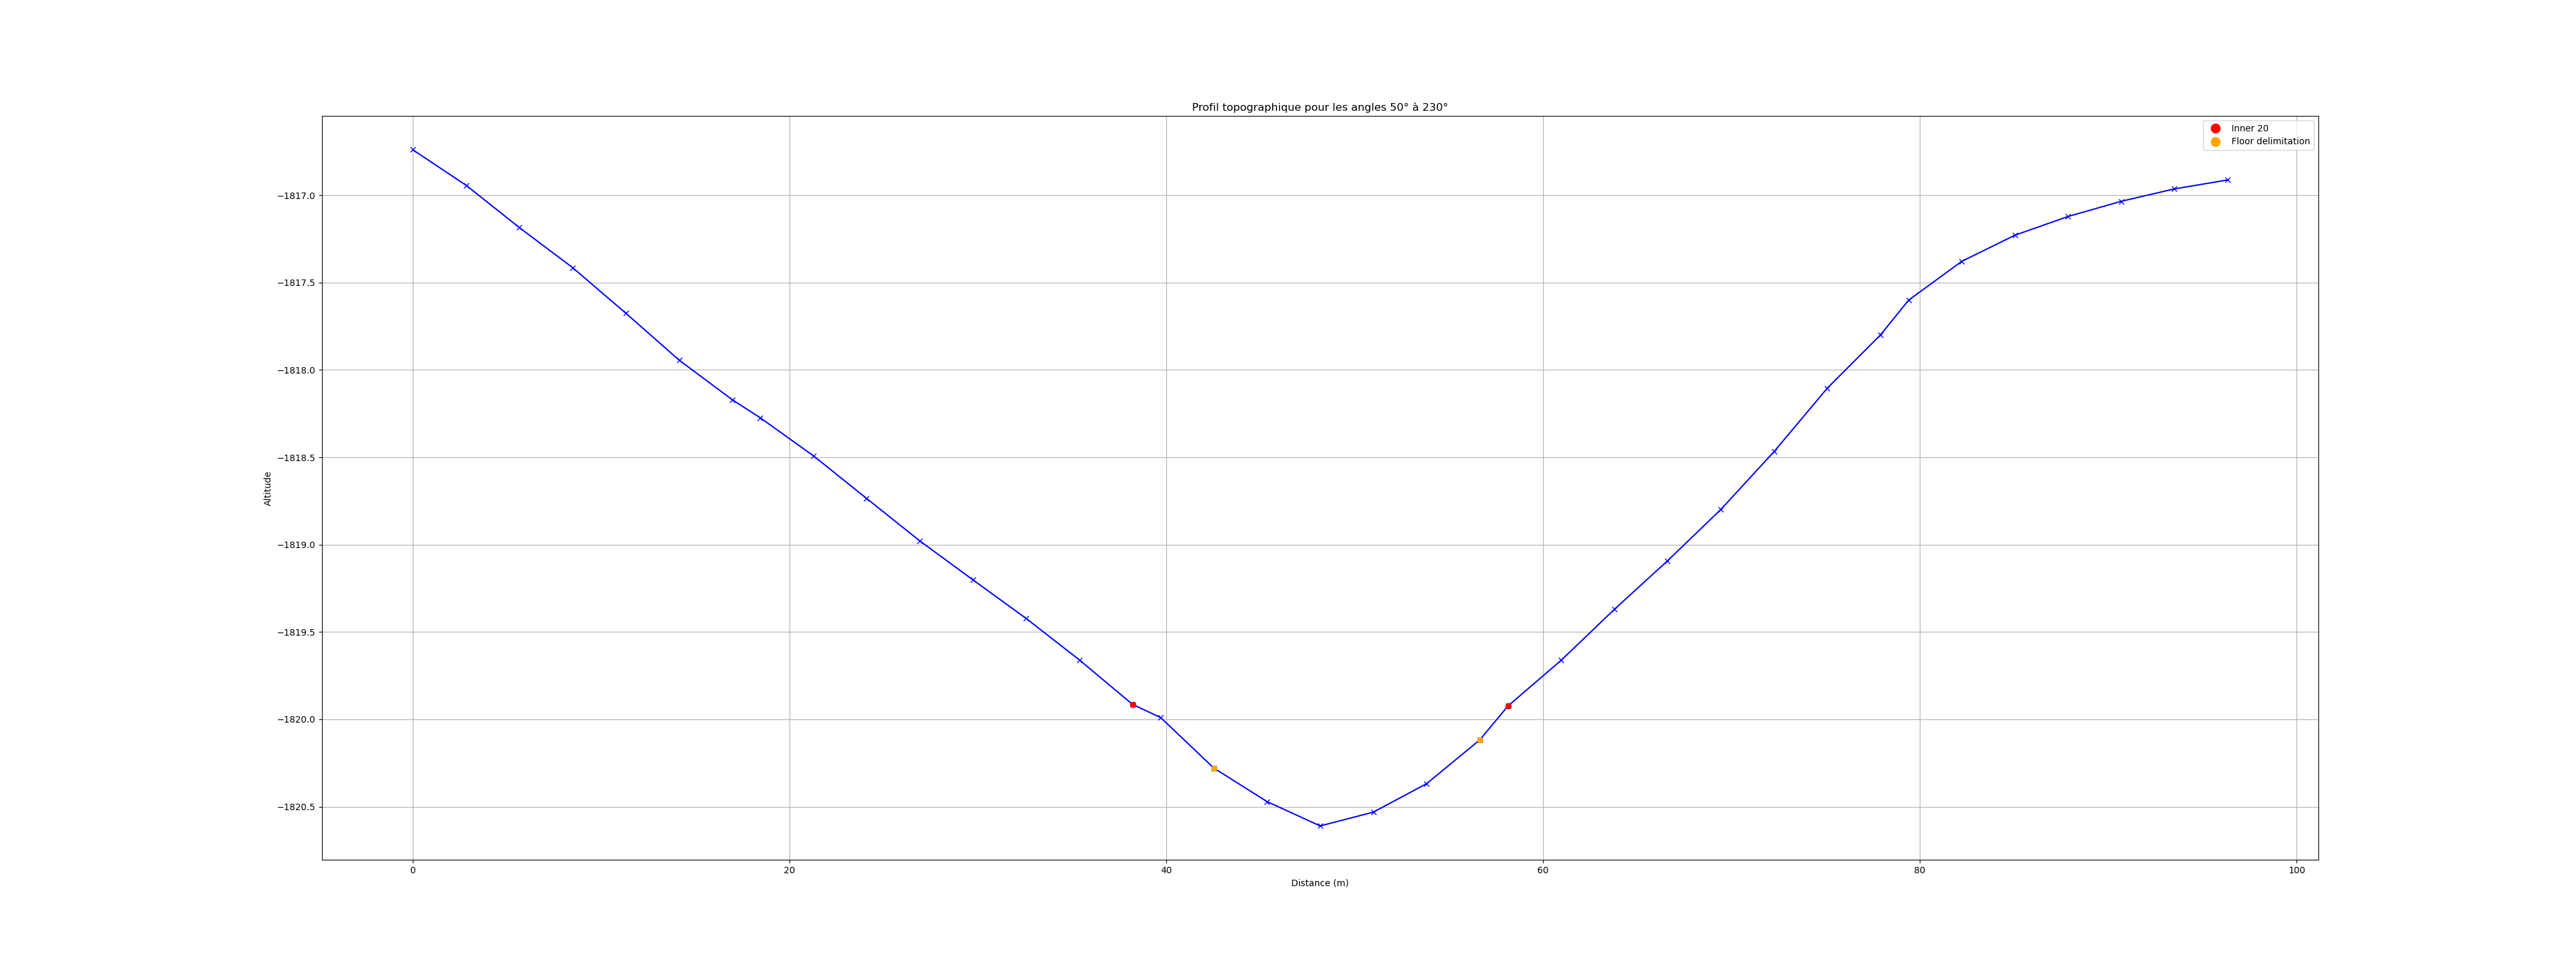 Profil topographique pour les angles 50° à 230°
Inner 20
Floor delimitation
−1817.0
−1817.5
−1818.0
−1818.5
−1819.0
−1819.5
−1820.0
−1820.5
Altitude
0 20 40 60 80 100
Distance (m)